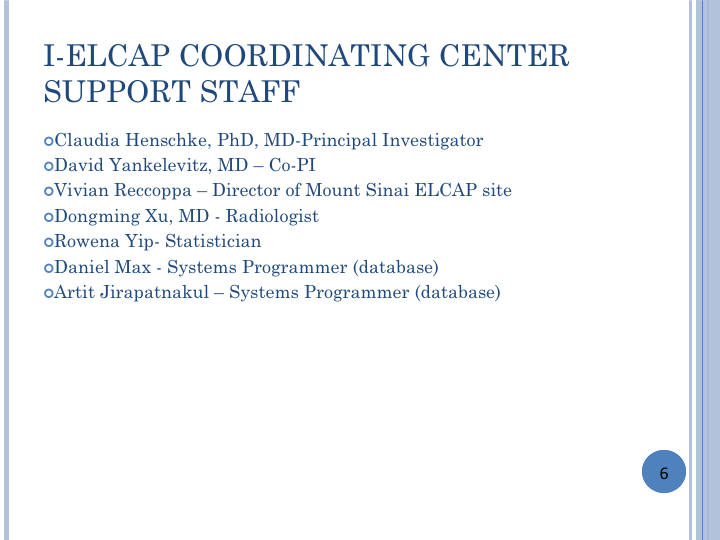 I-ELCAP COORDINATING CENTER
SUPPORT STAFF
Claudia Henschke, PhD, MD-Principal Investigator
David Yankelevitz, MD – Co-PI
Vivian Reccoppa – Director of Mount Sinai ELCAP site
Dongming Xu, MD - Radiologist
Rowena Yip- Statistician
Daniel Max - Systems Programmer (database)
Artit Jirapatnakul – Systems Programmer (database)
6